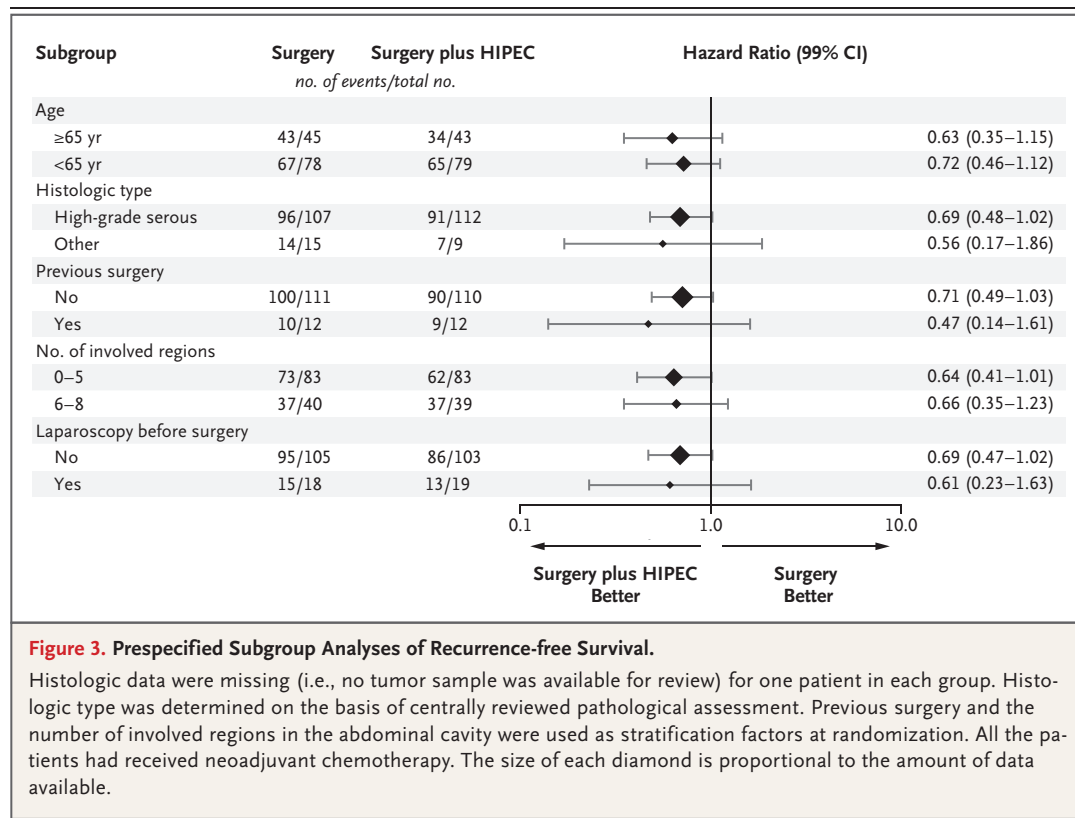 Subgroup Surgery Surgery plus HIPEC Hazard Ratio (99% CI)
no. of events/total no.
Age
≥65 yr 43/45 34/43 0.63 (0.35–1.15)
<65 yr 67/78 65/79 0.72 (0.46–1.12)
Histologic type
High-grade serous 96/107 91/112 0.69 (0.48–1.02)
Other 14/15 7/9 0.56 (0.17–1.86)
Previous surgery
No 100/111 90/110 0.71 (0.49–1.03)
Yes 10/12 9/12 0.47 (0.14–1.61)
No. of involved regions
0–5 73/83 62/83 0.64 (0.41–1.01)
6–8 37/40 37/39 0.66 (0.35–1.23)
Laparoscopy before surgery
No 95/105 86/103 0.69 (0.47–1.02)
Yes 15/18 13/19 0.61 (0.23–1.63)
0.1 1.0 10.0
Surgery plus HIPEC Surgery
Better Better
Figure 3. Prespecified Subgroup Analyses of Recurrence-free Survival.
Histologic data were missing (i.e., no tumor sample was available for review) for one patient in each group. Histo-
logic type was determined on the basis of centrally reviewed pathological assessment. Previous surgery and the
number of involved regions in the abdominal cavity were used as stratification factors at randomization. All the pa-
tients had received neoadjuvant chemotherapy. The size of each diamond is proportional to the amount of data
available.